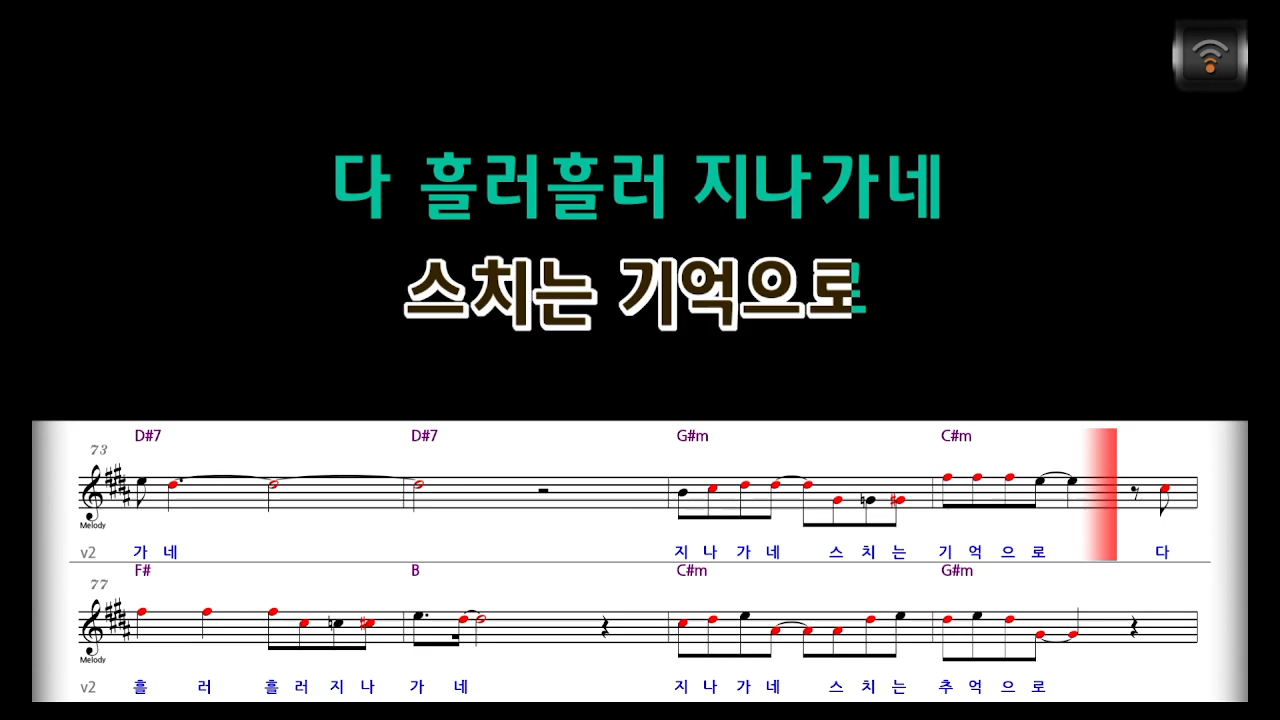 다 흘러흘러 지나가네
스치는 기억으로
D#7 D#7 G#m C#m
73
Melody
v2 가 네 지 나 가 네 스 치 는 기 억 으 로 다
F# B C#m G#m
77
Melody
v2 흘 러 흘 러 지 나 가 네 지 나 가 네 스 치 는 추 억 으 로